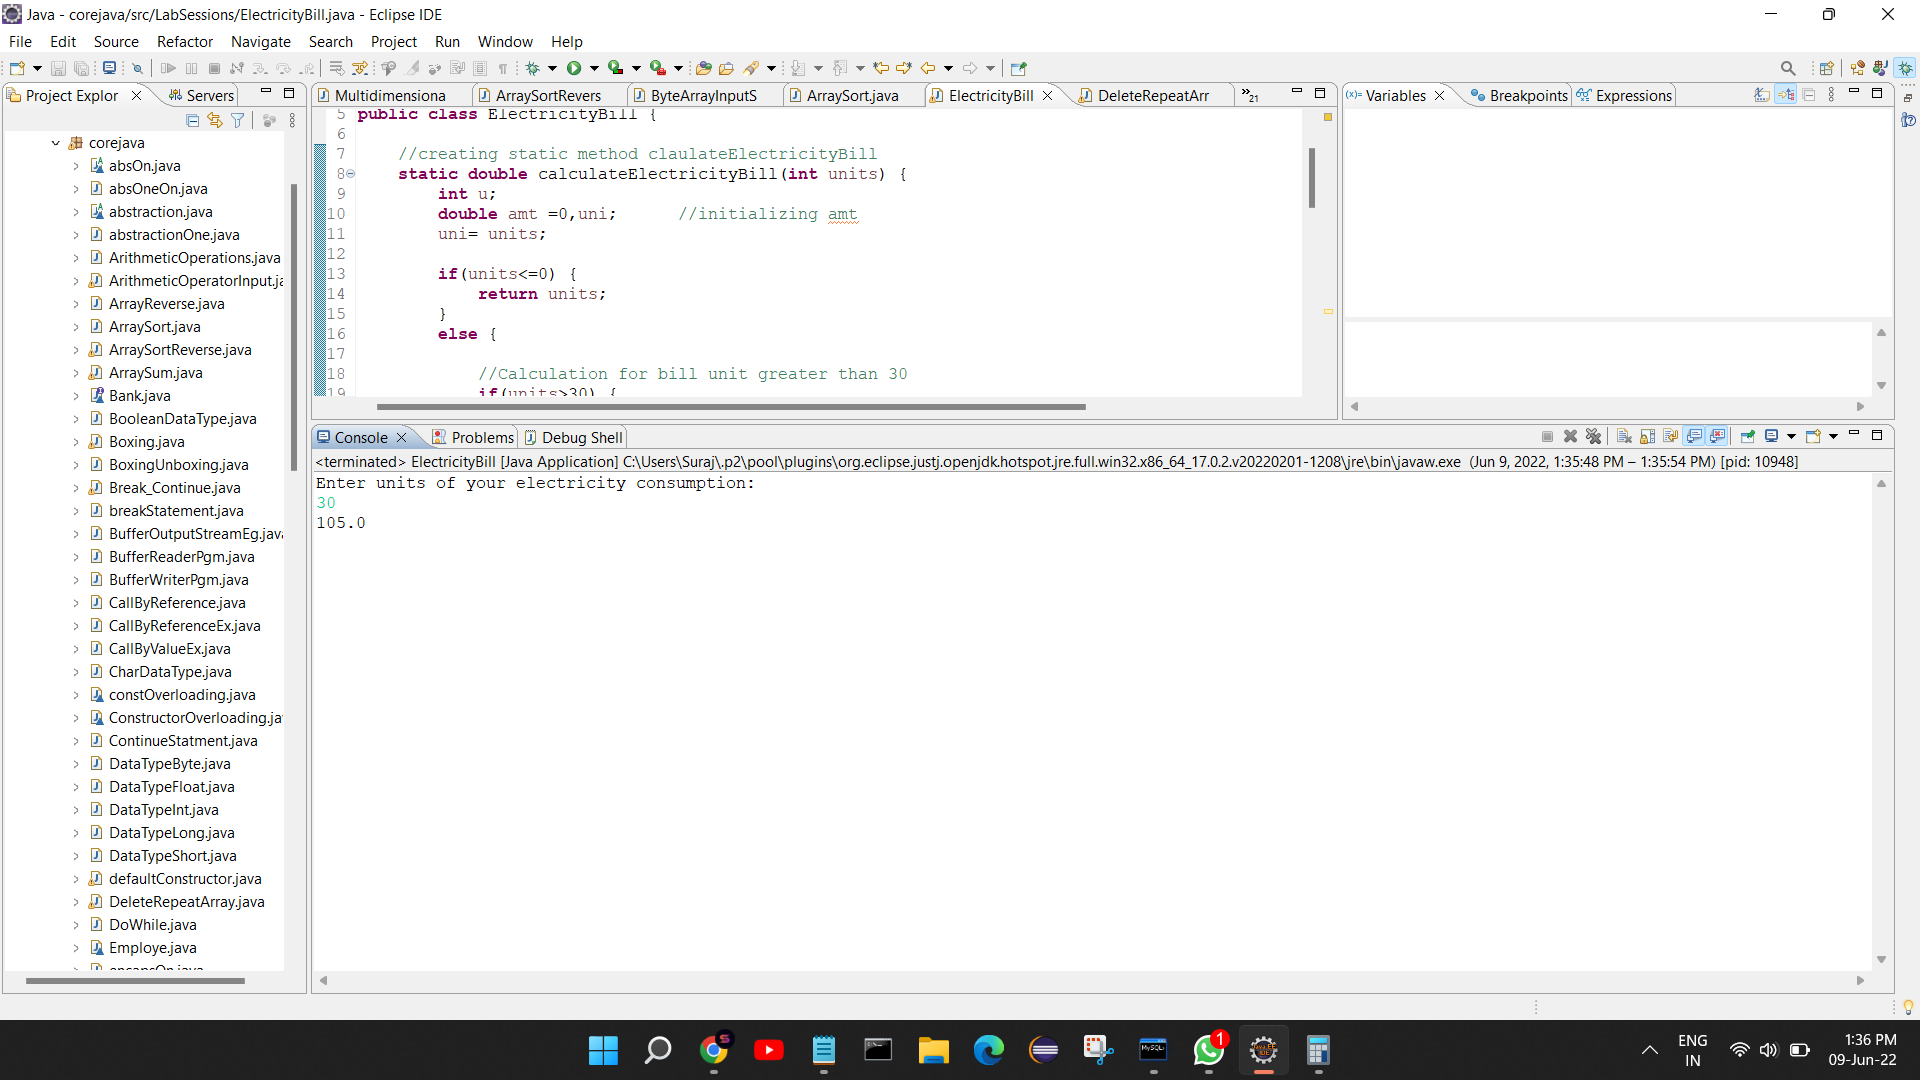 Java - corejava/src/LabSessions/ElectricityBill.java - Eclipse IDE
File Edit Source Refactor Navigate Search Project Run Window Help
Project Explor
Servers
corejava
absOn.java
absOneOn.java
abstraction.java
abstractionOne.java
ArithmeticOperations.java
ArithmeticOperatorInput.ja
ArrayReverse.java
ArraySort.java
ArraySortReverse.java
ArraySum.java
Bank.java
BooleanDataType.java
Boxing.java
BoxingUnboxing.java
Break_Continue.java
breakStatement.java
BufferOutputStreamEg.java
BufferReaderPgm.java
BufferWriterPgm.java
CallByReference.java
CallByReferenceEx.java
CallByValueEx.java
CharDataType.java
constOverloading.java
ConstructorOverloading.ja
ContinueStatment.java
DataTypeByte.java
DataTypeFloat.java
DataTypeInt.java
DataTypeLong.java
DataTypeShort.java
defaultConstructor.java
DeleteRepeatArray.java
DoWhile.java
Employe.java
encapsOn.java
Multidimensiona ArraySortRevers ByteArrayInputS ArraySort.java ElectricityBill DeleteRepeatArr 21
5 public class ElectricityBill {
6
7 //creating static method claulateElectricityBill
8 static double calculateElectricityBill(int units) {
9 int u;
10 double amt =0,uni; //initializing amt
11 uni= units;
12
13 if(units<=0) {
14 return units;
15 }
16 else {
17
18 //Calculation for bill unit greater than 30
19 if(units>30) {
(x)= Variables Breakpoints Expressions
Console Problems Debug Shell
<terminated> ElectricityBill [Java Application] C:\Users\Suraj\.p2\pool\plugins\org.eclipse.justj.openjdk.hotspot.jre.full.win32.x86_64_17.0.2.v20220201-1208\jre\bin\javaw.exe (Jun 9, 2022, 1:35:48 PM – 1:35:54 PM) [pid: 10948]
Enter units of your electricity consumption:
30
105.0
S
MySQL
1
IDE
ENG
IN
1:36 PM
09-Jun-22